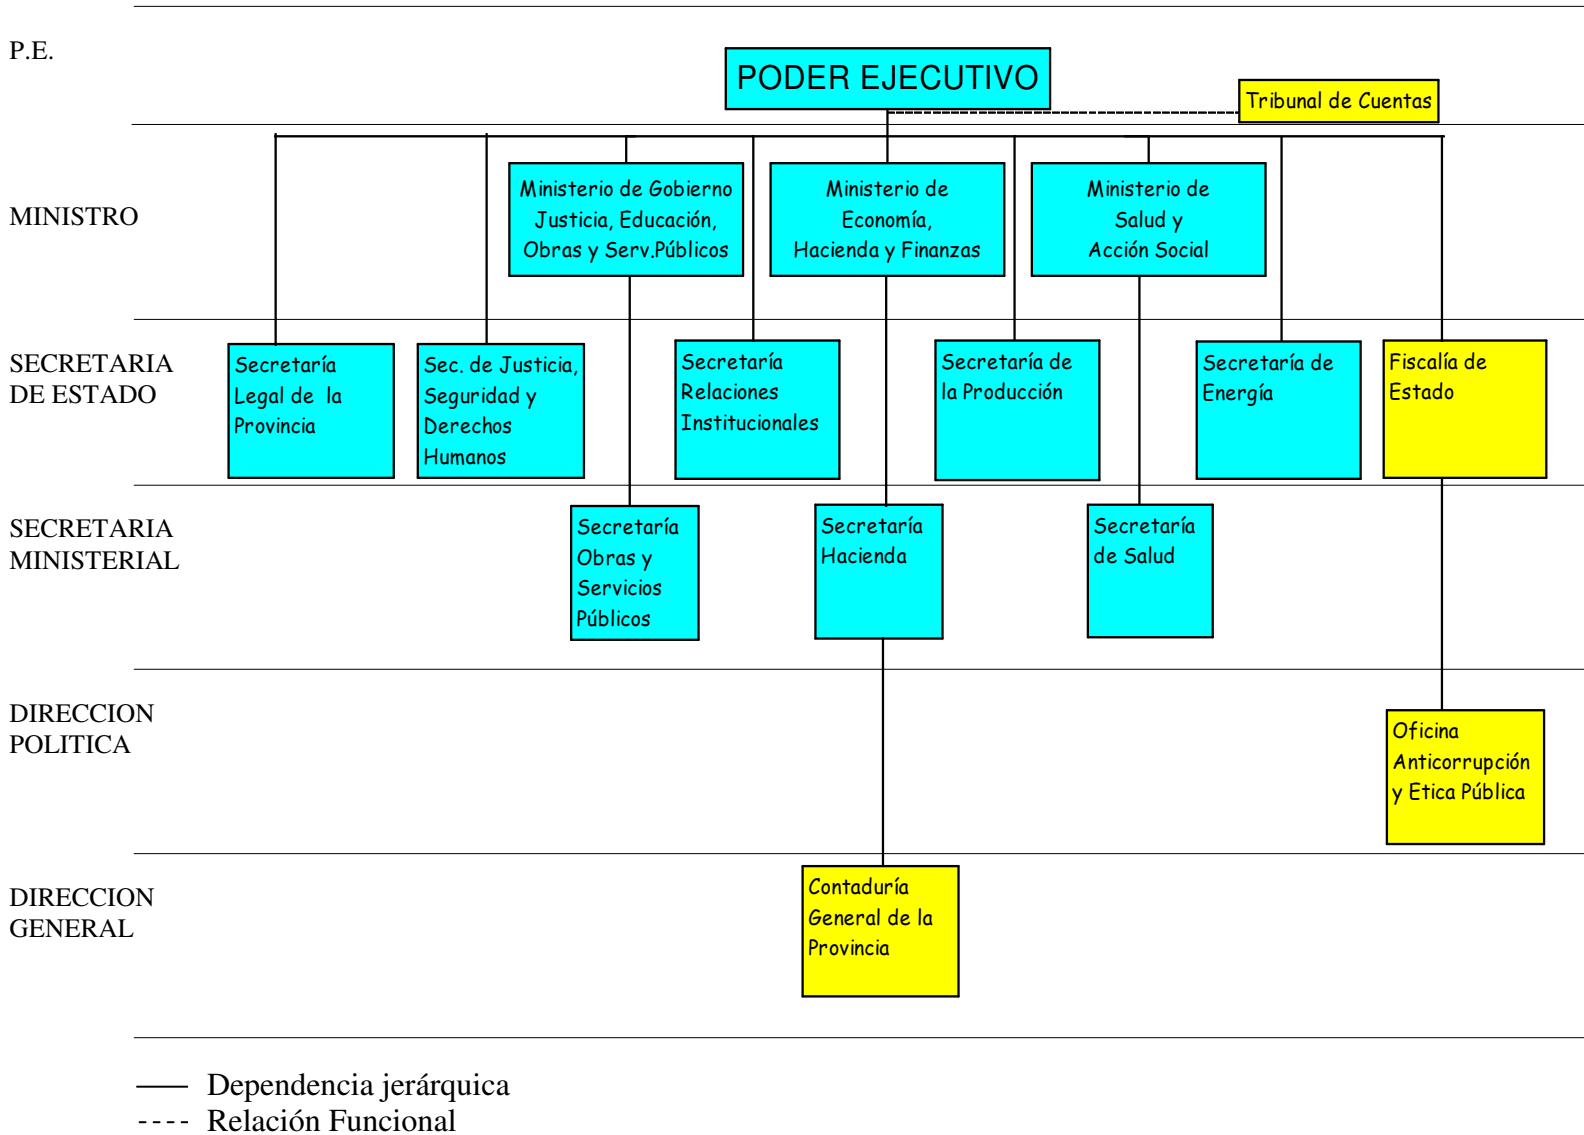 P.E.
PODER EJECUTIVO
Tribunal de Cuentas
MINISTRO
Ministerio de Gobierno
Justicia, Educación,
Obras y Serv.Públicos
Ministerio de
Economía,
Hacienda y Finanzas
Ministerio de
Salud y
Acción Social
SECRETARIA
DE ESTADO
Secretaría
Legal de la
Provincia
Sec. de Justicia,
Seguridad y
Derechos
Humanos
Secretaría
Relaciones
Institucionales
Secretaría de
la Producción
Secretaría de
Energía
Fiscalía de
Estado
SECRETARIA
MINISTERIAL
Secretaría
Obras y
Servicios
Públicos
Secretaría
Hacienda
Secretaría
de Salud
DIRECCION
POLITICA
Oficina
Anticorrupción
y Etica Pública
DIRECCION
GENERAL
Contaduría
General de la
Provincia
Dependencia jerárquica
Relación Funcional